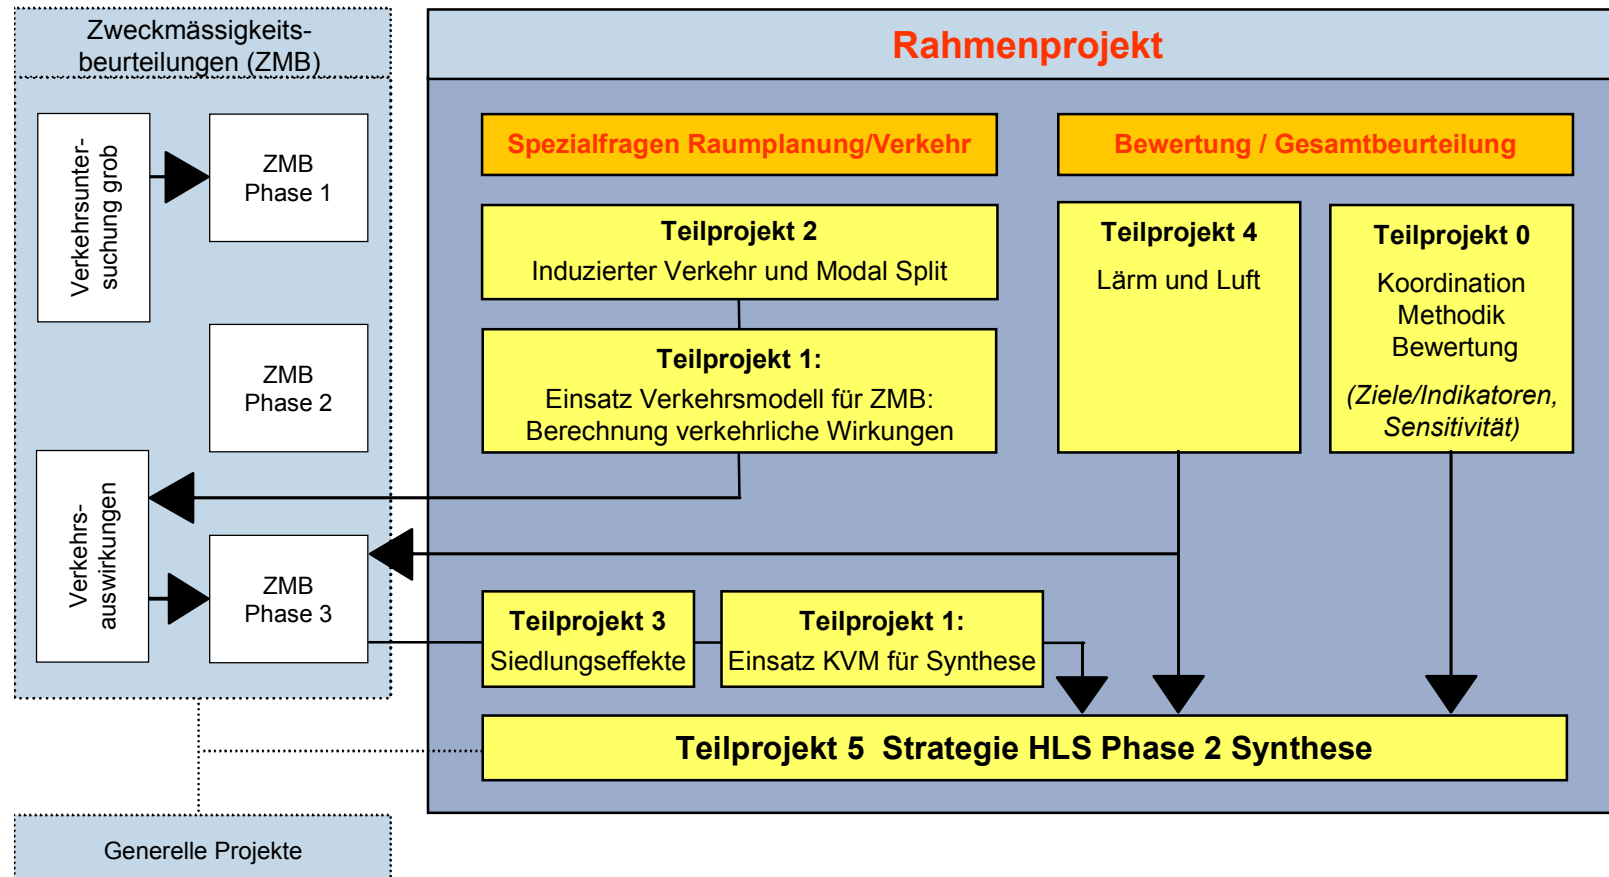 Zweckmässigkeits-
beurteilungen (ZMB)
Verkehrsunter-
suchung grob
ZMB
Phase 1
ZMB
Phase 2
Verkehrs-
auswirkungen
ZMB
Phase 3
Generelle Projekte
Rahmenprojekt
Spezialfragen Raumplanung/Verkehr
Bewertung / Gesamtbeurteilung
Teilprojekt 2
Induzierter Verkehr und Modal Split
Teilprojekt 1:
Einsatz Verkehrsmodell für ZMB:
Berechnung verkehrliche Wirkungen
Teilprojekt 4
Lärm und Luft
Teilprojekt 0
Koordination
Methodik
Bewertung
(Ziele/Indikatoren,
Sensitivität)
Teilprojekt 3
Siedlungseffekte
Teilprojekt 1:
Einsatz KVM für Synthese
Teilprojekt 5  Strategie HLS Phase 2 Synthese